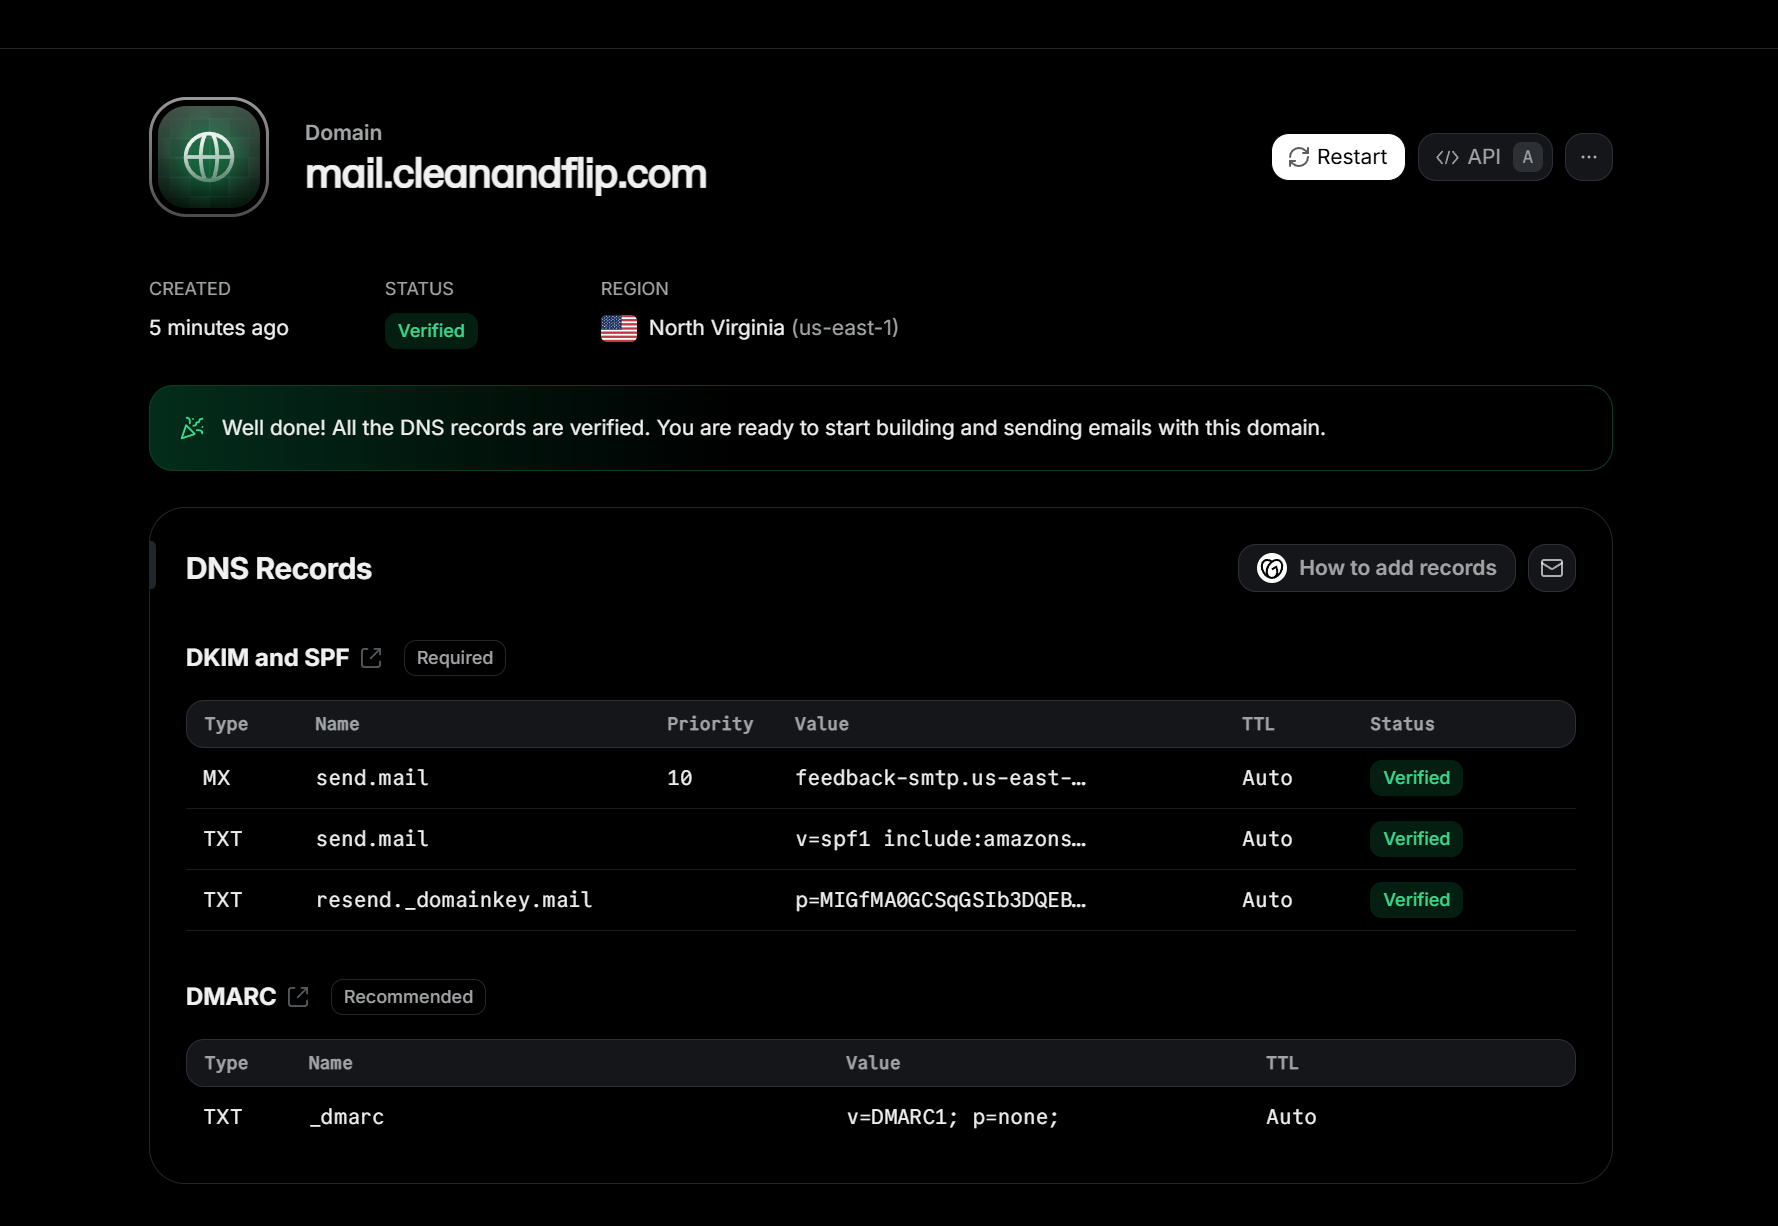 Domain
mail.cleanandflip.com
Restart
API A
CREATED STATUS REGION
5 minutes ago Verified North Virginia (us-east-1)
Well done! All the DNS records are verified. You are ready to start building and sending emails with this domain.
DNS Records
How to add records
DKIM and SPF Required
Type Name Priority Value TTL Status
MX send.mail 10 feedback-smtp.us-east-… Auto Verified
TXT send.mail v=spf1 include:amazons… Auto Verified
TXT resend._domainkey.mail p=MIGfMA0GCSqGSIb3DQEB… Auto Verified
DMARC Recommended
Type Name Value TTL
TXT _dmarc v=DMARC1; p=none; Auto